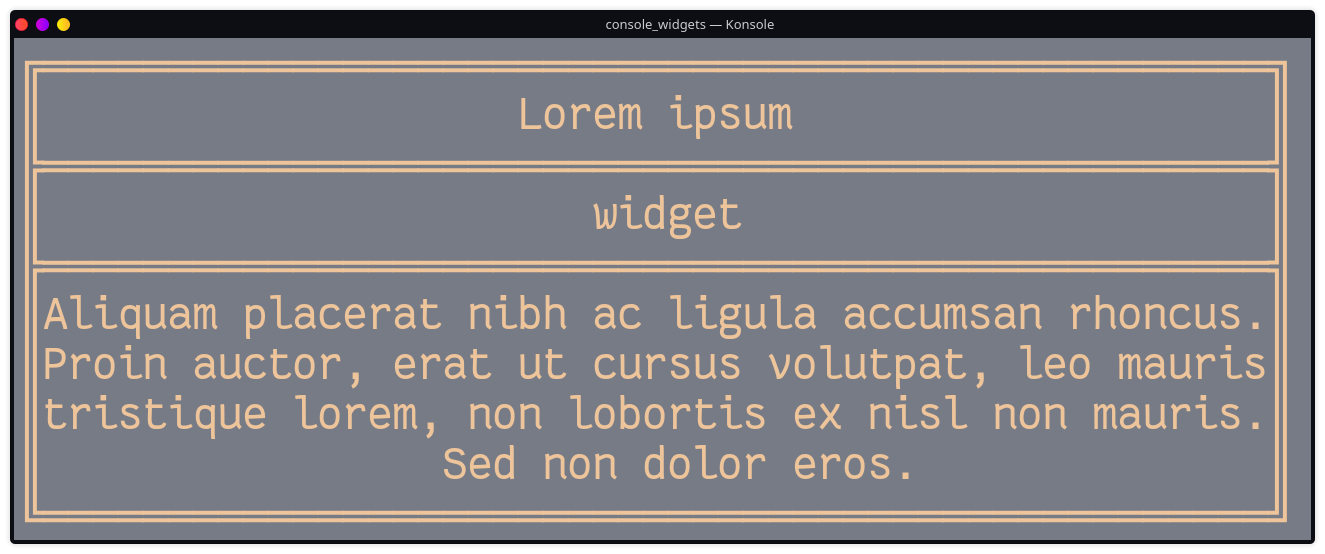 console_widgets — Konsole
Lorem ipsum
widget
Aliquam placerat nibh ac ligula accumsan rhoncus.
Proin auctor, erat ut cursus volutpat, leo mauris
tristique lorem, non lobortis ex nisl non mauris.
Sed non dolor eros.